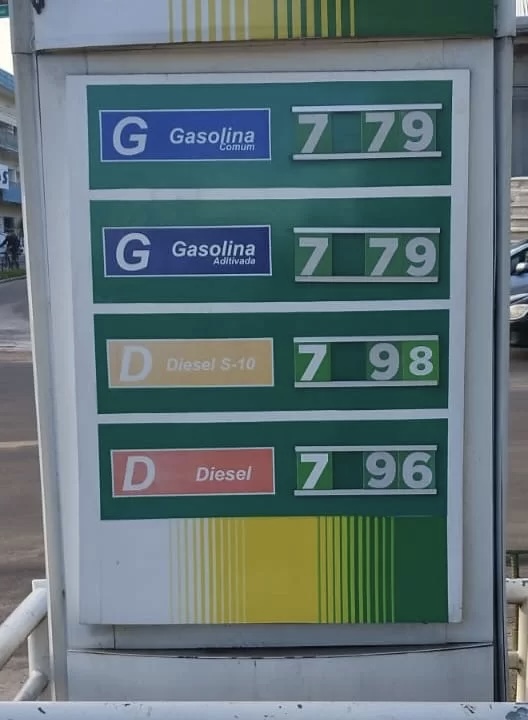 G Gasolina Comum 7 79
G Gasolina Aditivada 7 79
D Diesel S-10 7 98
D Diesel 7 96